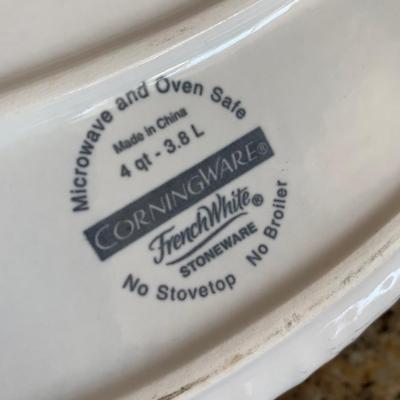 Microwave and Oven Safe
Made in China
4 qt - 3.8 L
CORNINGWARE®
FrenchWhite®
STONEWARE
No Stovetop No Broiler